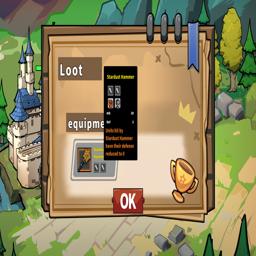 Loot
Stardust Hammer
equipme
Units hit by
Stardust Hammer
have their defense
reduced to 0
OK